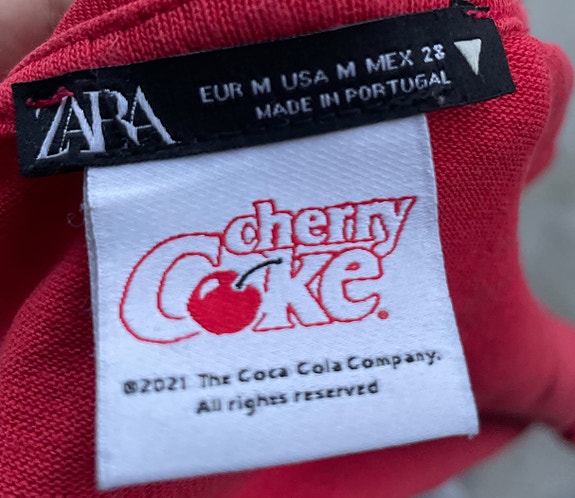 ZARA
EUR M USA M MEX 28
MADE IN PORTUGAL
cherry
Coke
©2021 The Coca Cola Company.
All rights reserved